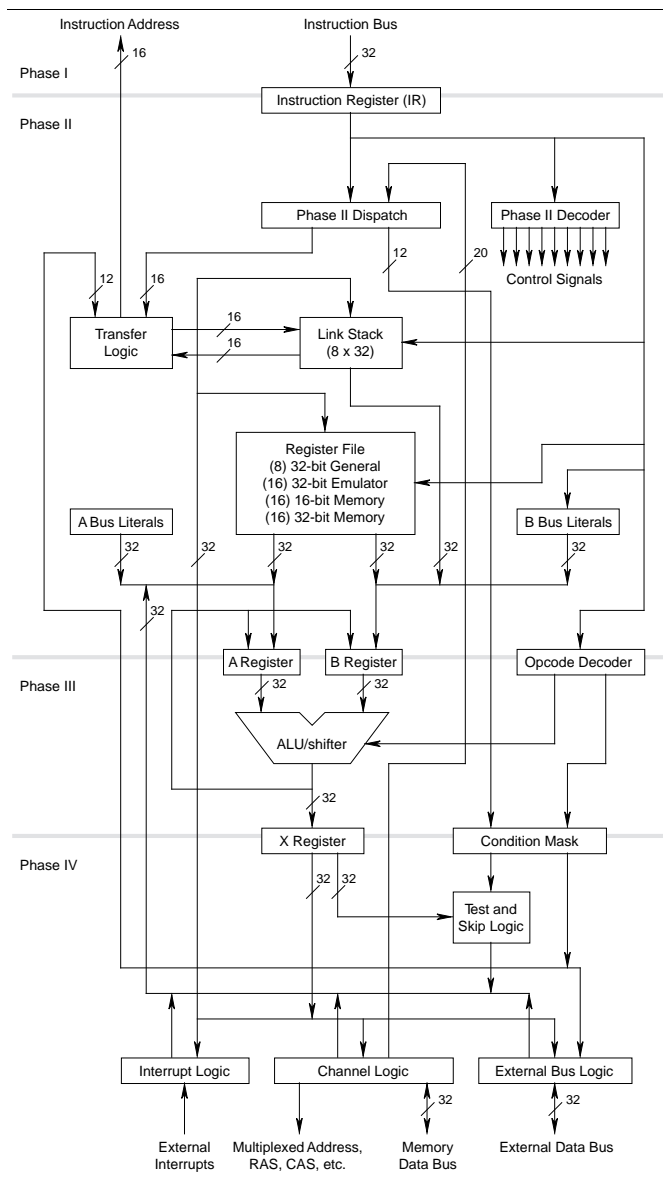 Instruction Address
Instruction Bus
16
32
Phase I
Instruction Register (IR)
Phase II
Phase II Dispatch
Phase II Decoder
12
16
12
20
Control Signals
Transfer
Logic
16
16
Link Stack
(8 x 32)
Register File
(8) 32-bit General
(16) 32-bit Emulator
(16) 16-bit Memory
(16) 32-bit Memory
A Bus Literals
B Bus Literals
32
32
32
32
32
32
32
A Register
B Register
Opcode Decoder
Phase III
32
32
ALU/shifter
32
X Register
Condition Mask
Phase IV
32
32
Test and
Skip Logic
Interrupt Logic
Channel Logic
External Bus Logic
32
32
External
Interrupts
Multiplexed Address,
RAS, CAS, etc.
Memory
Data Bus
External Data Bus